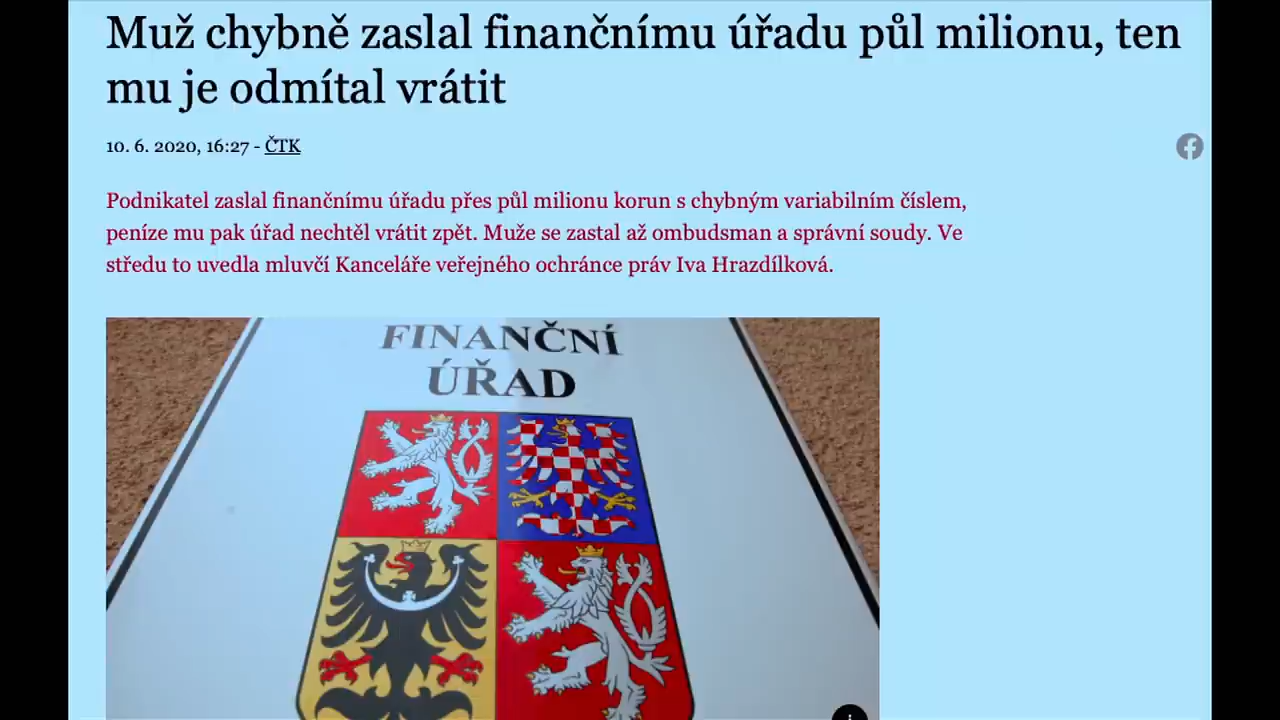 Muž chybně zaslal finančnímu úřadu půl milionu, ten
mu je odmítal vrátit
10. 6. 2020, 16:27 - ČTK
Podnikatel zaslal finančnímu úřadu přes půl milionu korun s chybným variabilním číslem,
peníze mu pak úřad nechtěl vrátit zpět. Muže se zastal až ombudsman a správní soudy. Ve
středu to uvedla mluvčí Kanceláře veřejného ochránce práv Iva Hrazdílková.
FINANČNÍ
ÚŘAD